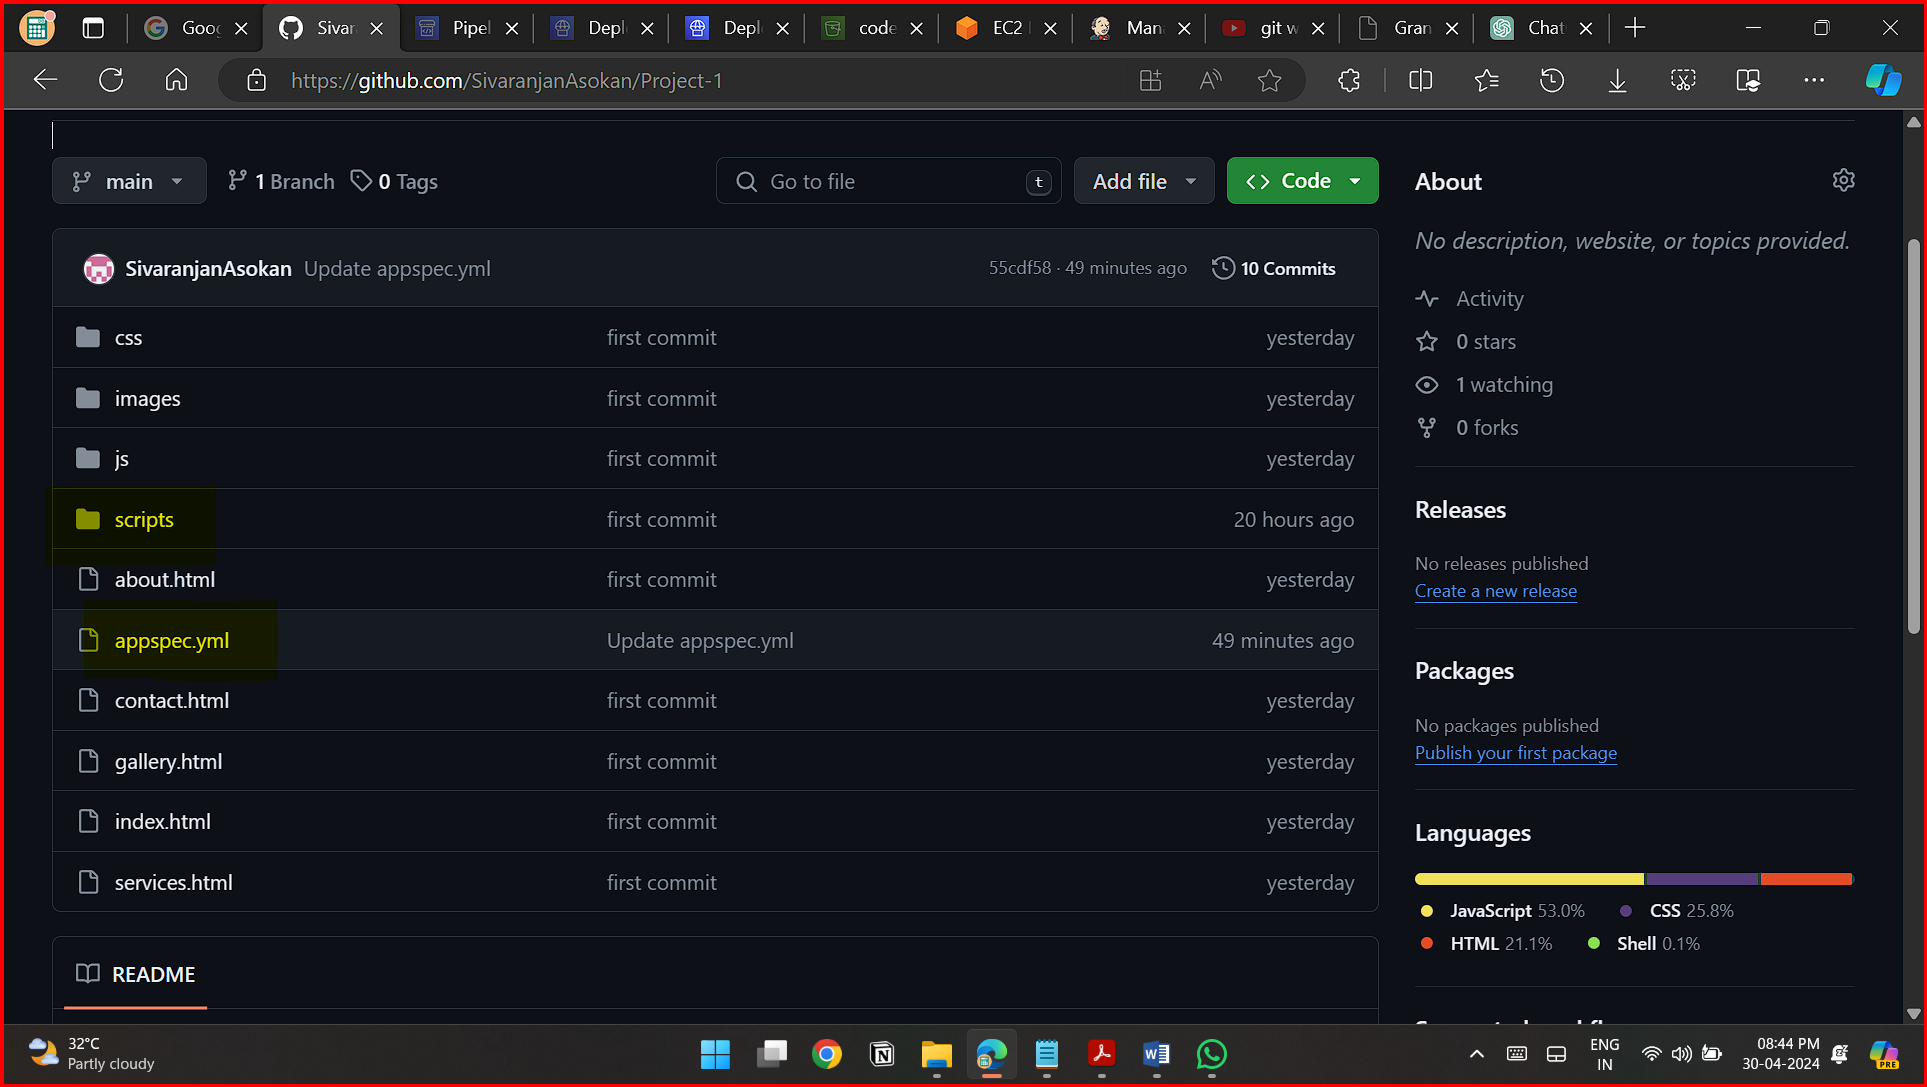 Goog
Sivar
Pipel
Deplo
Deplo
code
EC2
Mana
git w
Gran
Chat
https://github.com/SivaranjanAsokan/Project-1
main
1 Branch
0 Tags
Go to file
t
Add file
Code
About
No description, website, or topics provided.
SivaranjanAsokan Update appspec.yml
55cdf58 · 49 minutes ago
10 Commits
Activity
css first commit yesterday
0 stars
images first commit yesterday
1 watching
0 forks
js first commit yesterday
scripts first commit 20 hours ago
Releases
No releases published
Create a new release
about.html first commit yesterday
appspec.yml Update appspec.yml 49 minutes ago
Packages
contact.html first commit yesterday
No packages published
Publish your first package
gallery.html first commit yesterday
index.html first commit yesterday
Languages
services.html first commit yesterday
JavaScript 53.0% CSS 25.8%
HTML 21.1% Shell 0.1%
README
32°C
Partly cloudy
ENG
IN
08:44 PM
30-04-2024
PRE